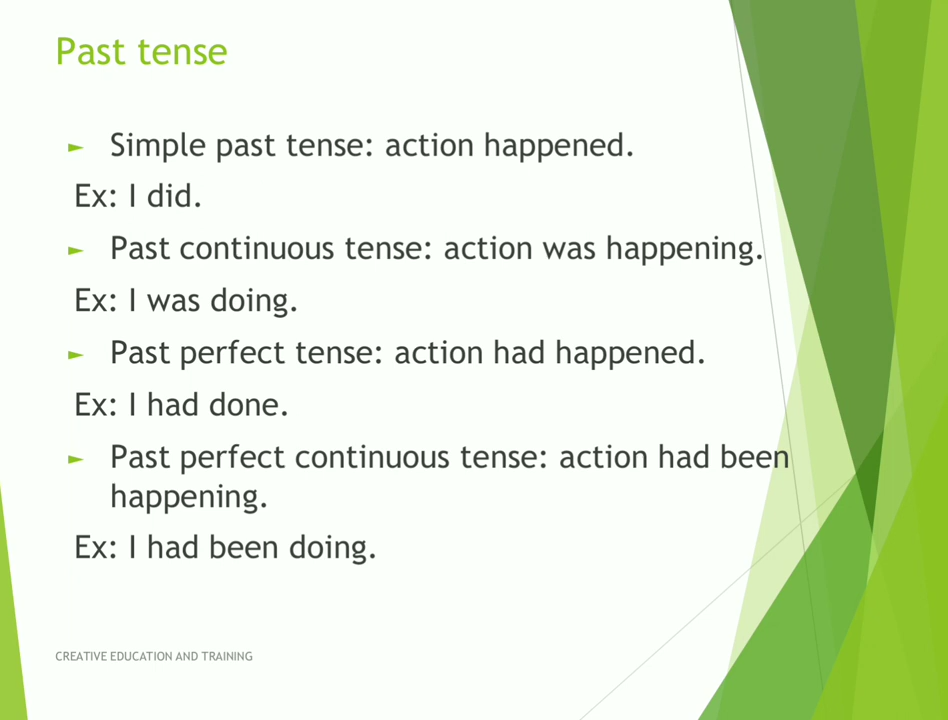 Past tense
► Simple past tense: action happened.
Ex: I did.
► Past continuous tense: action was happening.
Ex: I was doing.
► Past perfect tense: action had happened.
Ex: I had done.
► Past perfect continuous tense: action had been
happening.
Ex: I had been doing.
CREATIVE EDUCATION AND TRAINING